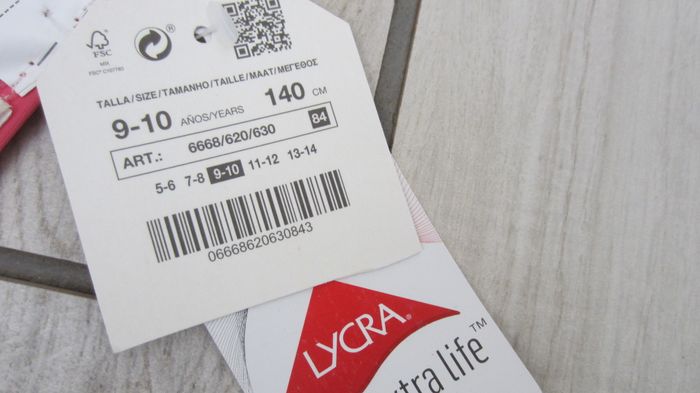 FSC
MIX
TALLA/SIZE/TAMANHO/TAILLE/MAAT/ΜΕΓΕΘΟΣ
9-10 AÑOS/YEARS 140 CM
ART.: 6668/620/630 84
5-6 7-8 9-10 11-12 13-14
06668620630843
LYCRA®
xtra life™